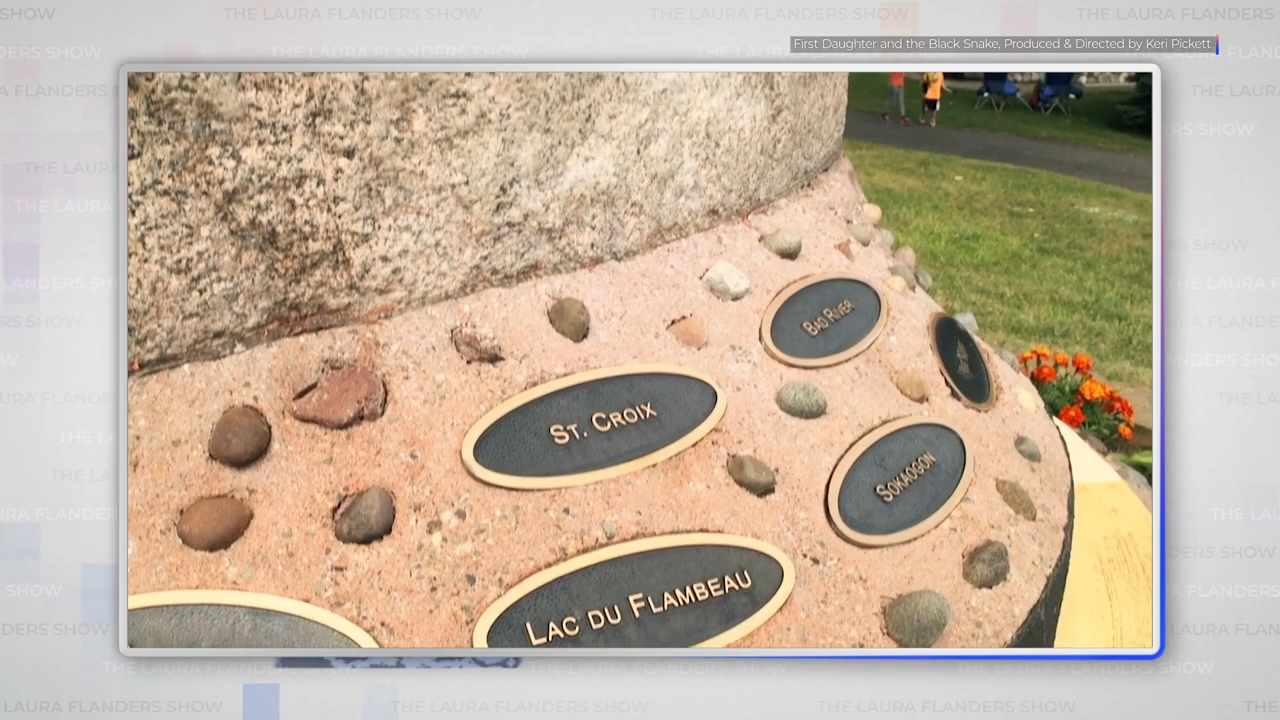 THE LAURA FLANDERS SHOW
First Daughter and the Black Snake, Produced & Directed by Keri Pickett
BAD RIVER
ST. CROIX
SOKAOGON
LAC DU FLAMBEAU